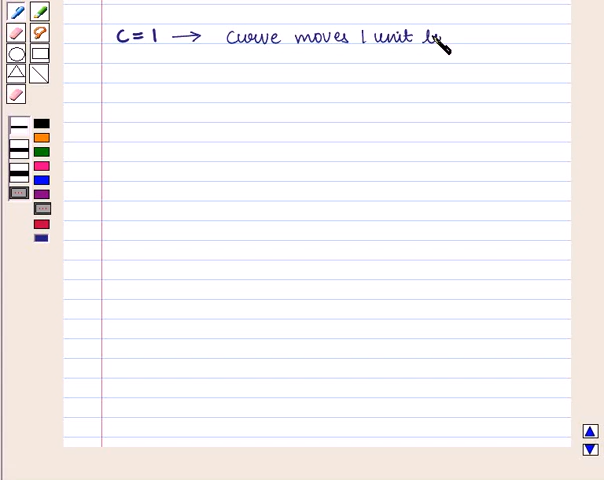 C = 1 → Curve moves 1 unit